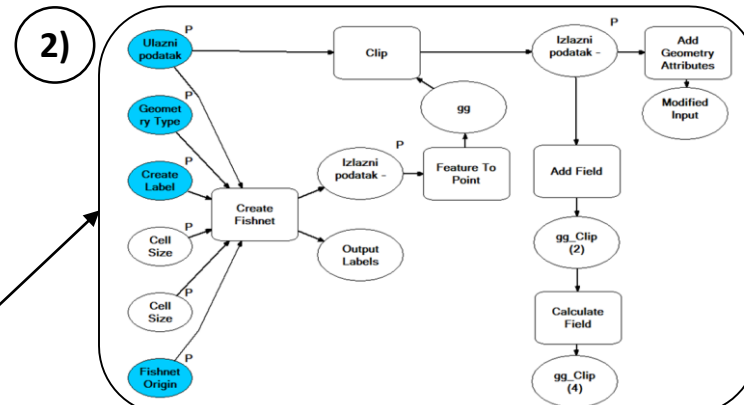 2)
P
Ulazni
podatak
Clip
P
Izlazni
podatak -
Add
Geometry
Attributes
P
Geomet
ry Type
gg
Modified
Input
P
Create
Label
P
Izlazni
podatak -
Feature To
Point
Add Field
Create
Fishnet
P
Cell
Size
Output
Labels
gg_Clip
(2)
P
Cell
Size
Calculate
Field
P
Fishnet
Origin
gg_Clip
(4)